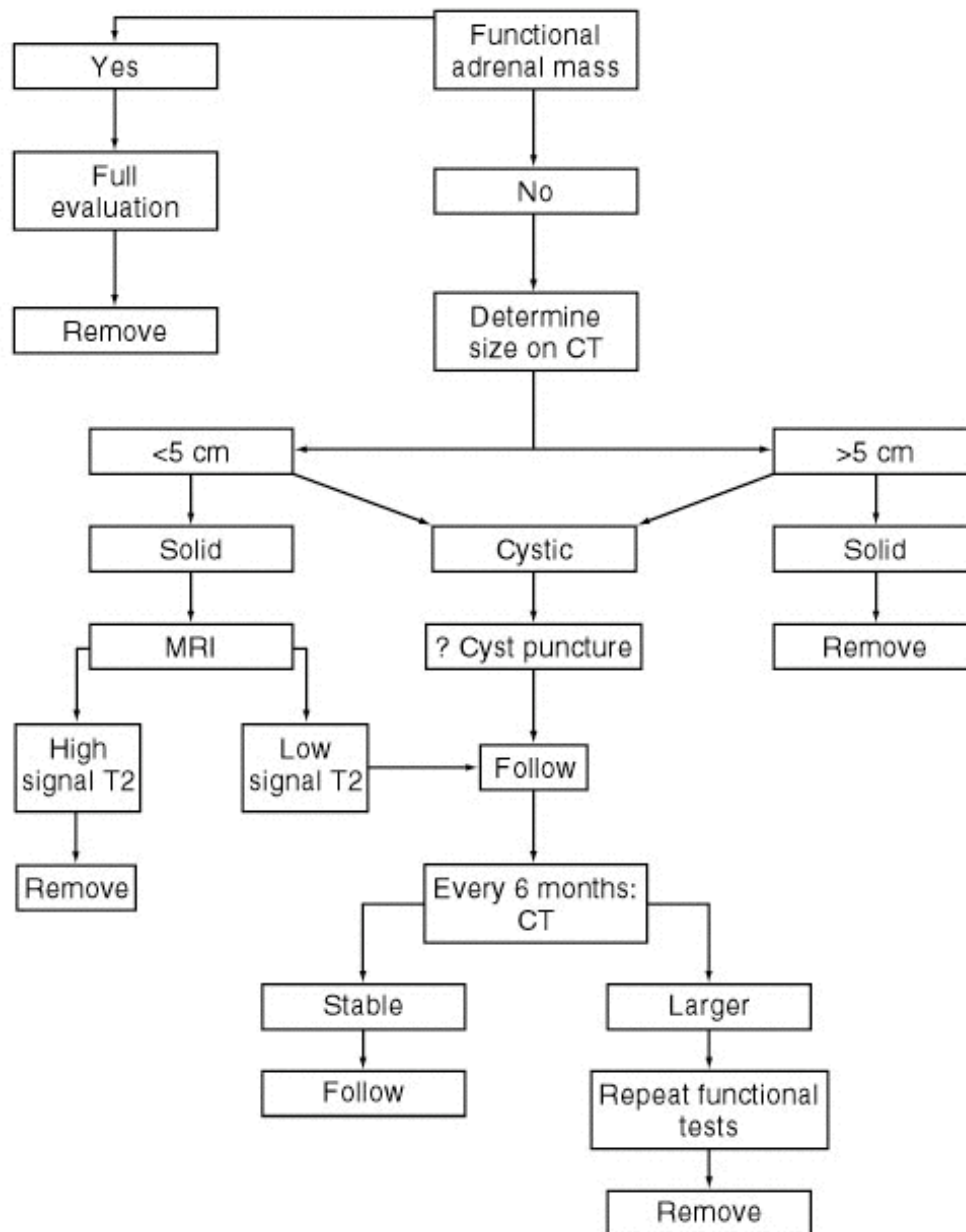 Functional
adrenal mass
Yes
Full
evaluation
No
Remove
Determine
size on CT
<5 cm
>5 cm
Solid
Cystic
Solid
MRI
? Cyst puncture
Remove
High
signal T2
Low
signal T2
Follow
Remove
Every 6 months:
CT
Stable
Larger
Follow
Repeat functional
tests
Remove